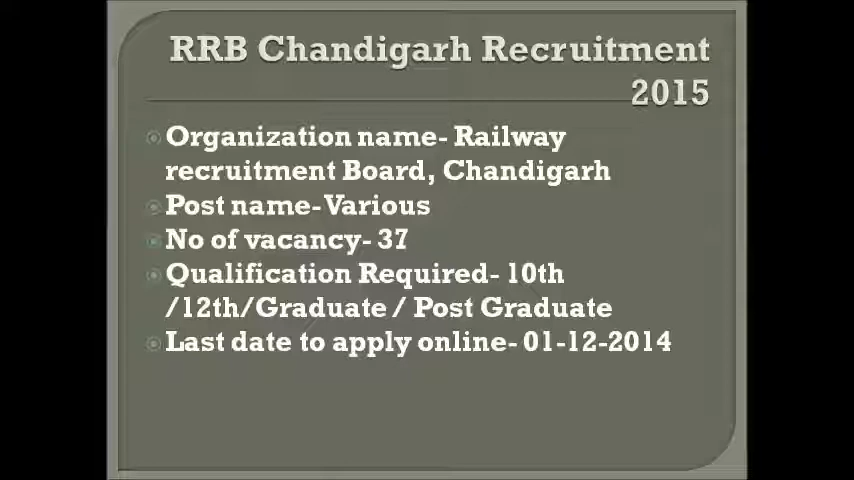 RRB Chandigarh Recruitment
2015
Organization name- Railway
recruitment Board, Chandigarh
Post name-Various
No of vacancy- 37
Qualification Required- 10th
/12th/Graduate / Post Graduate
Last date to apply online- 01-12-2014